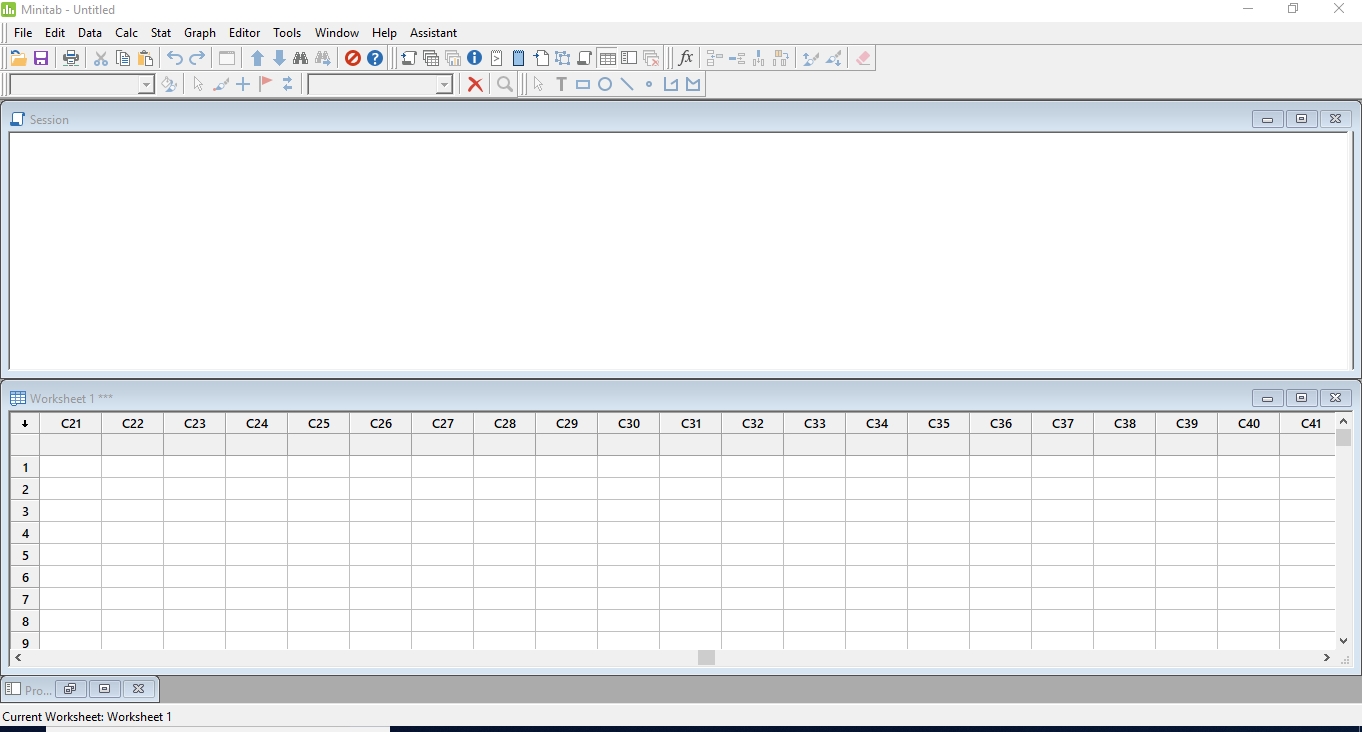 Minitab - Untitled
File Edit Data Calc Stat Graph Editor Tools Window Help Assistant
fx
T
Session
Worksheet 1 ***
C21 C22 C23 C24 C25 C26 C27 C28 C29 C30 C31 C32 C33 C34 C35 C36 C37 C38 C39 C40 C41
1
2
3
4
5
6
7
8
9
Pro...
Current Worksheet: Worksheet 1